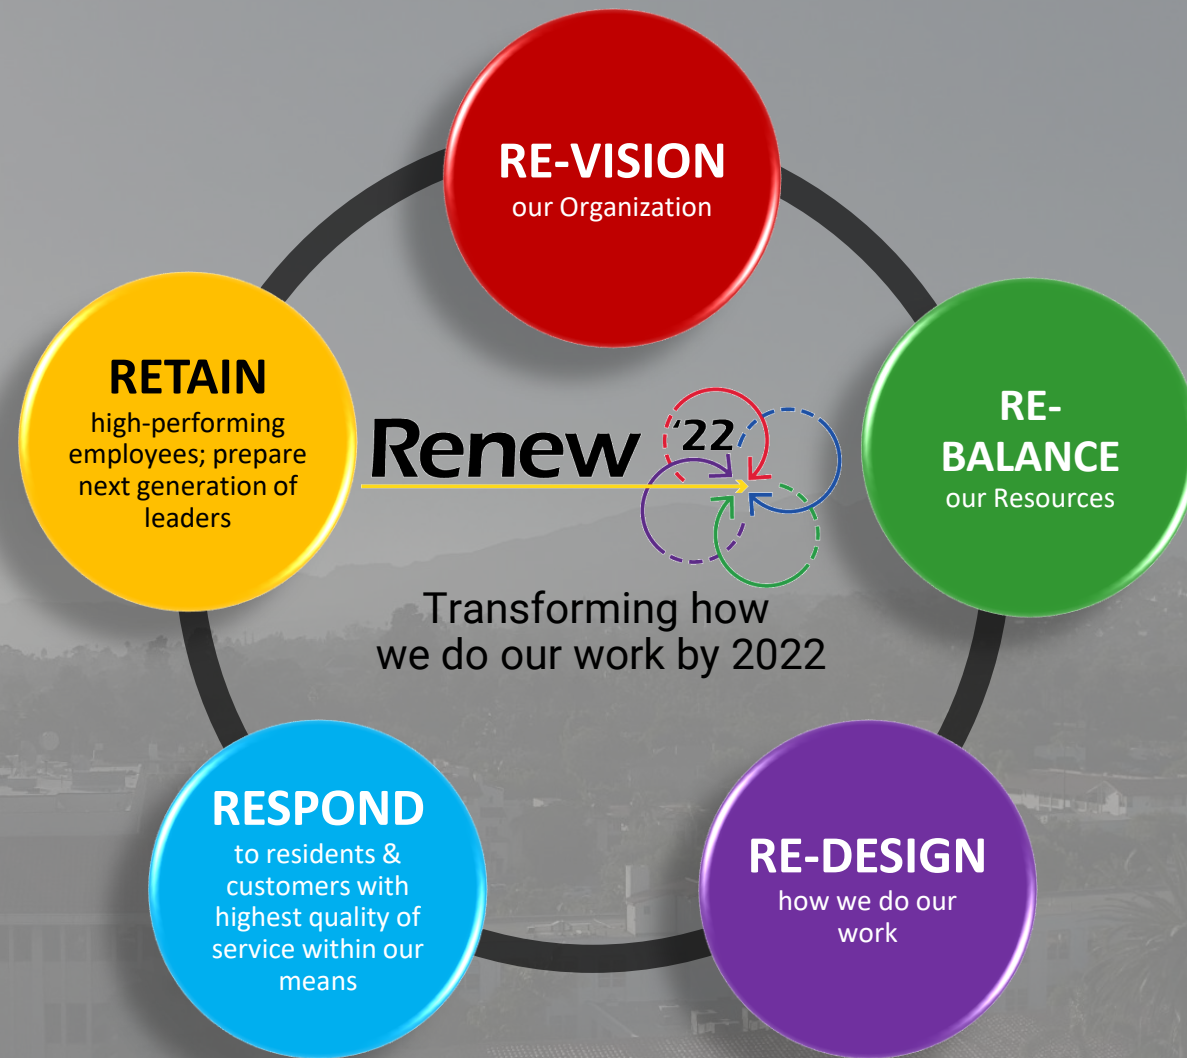 RE-VISION
our Organization
RE-
BALANCE
our Resources
RE-DESIGN
how we do our
work
RESPOND
to residents &
customers with
highest quality of
service within our
means
RETAIN
high-performing
employees; prepare
next generation of
leaders
Renew '22
Transforming how
we do our work by 2022